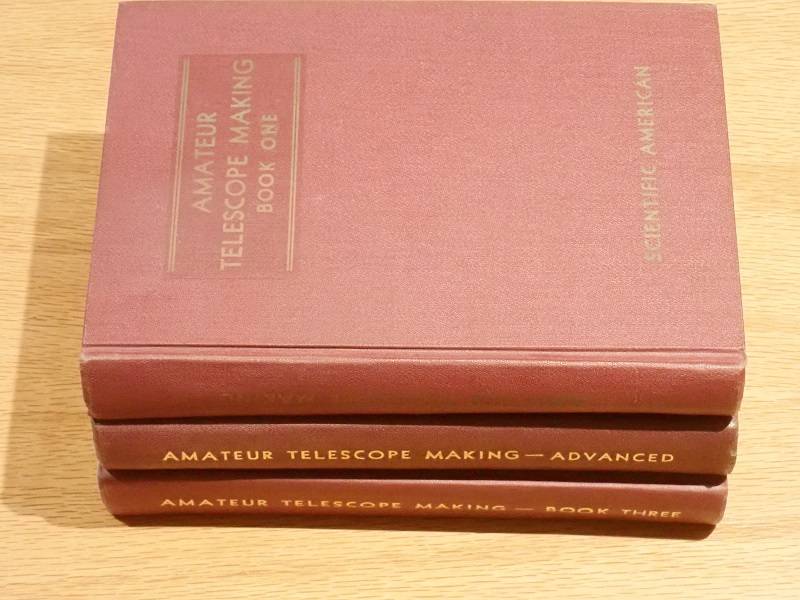 AMATEUR
TELESCOPE MAKING
BOOK ONE
SCIENTIFIC AMERICAN
AMATEUR TELESCOPE MAKING—ADVANCED
AMATEUR TELESCOPE MAKING — BOOK THREE